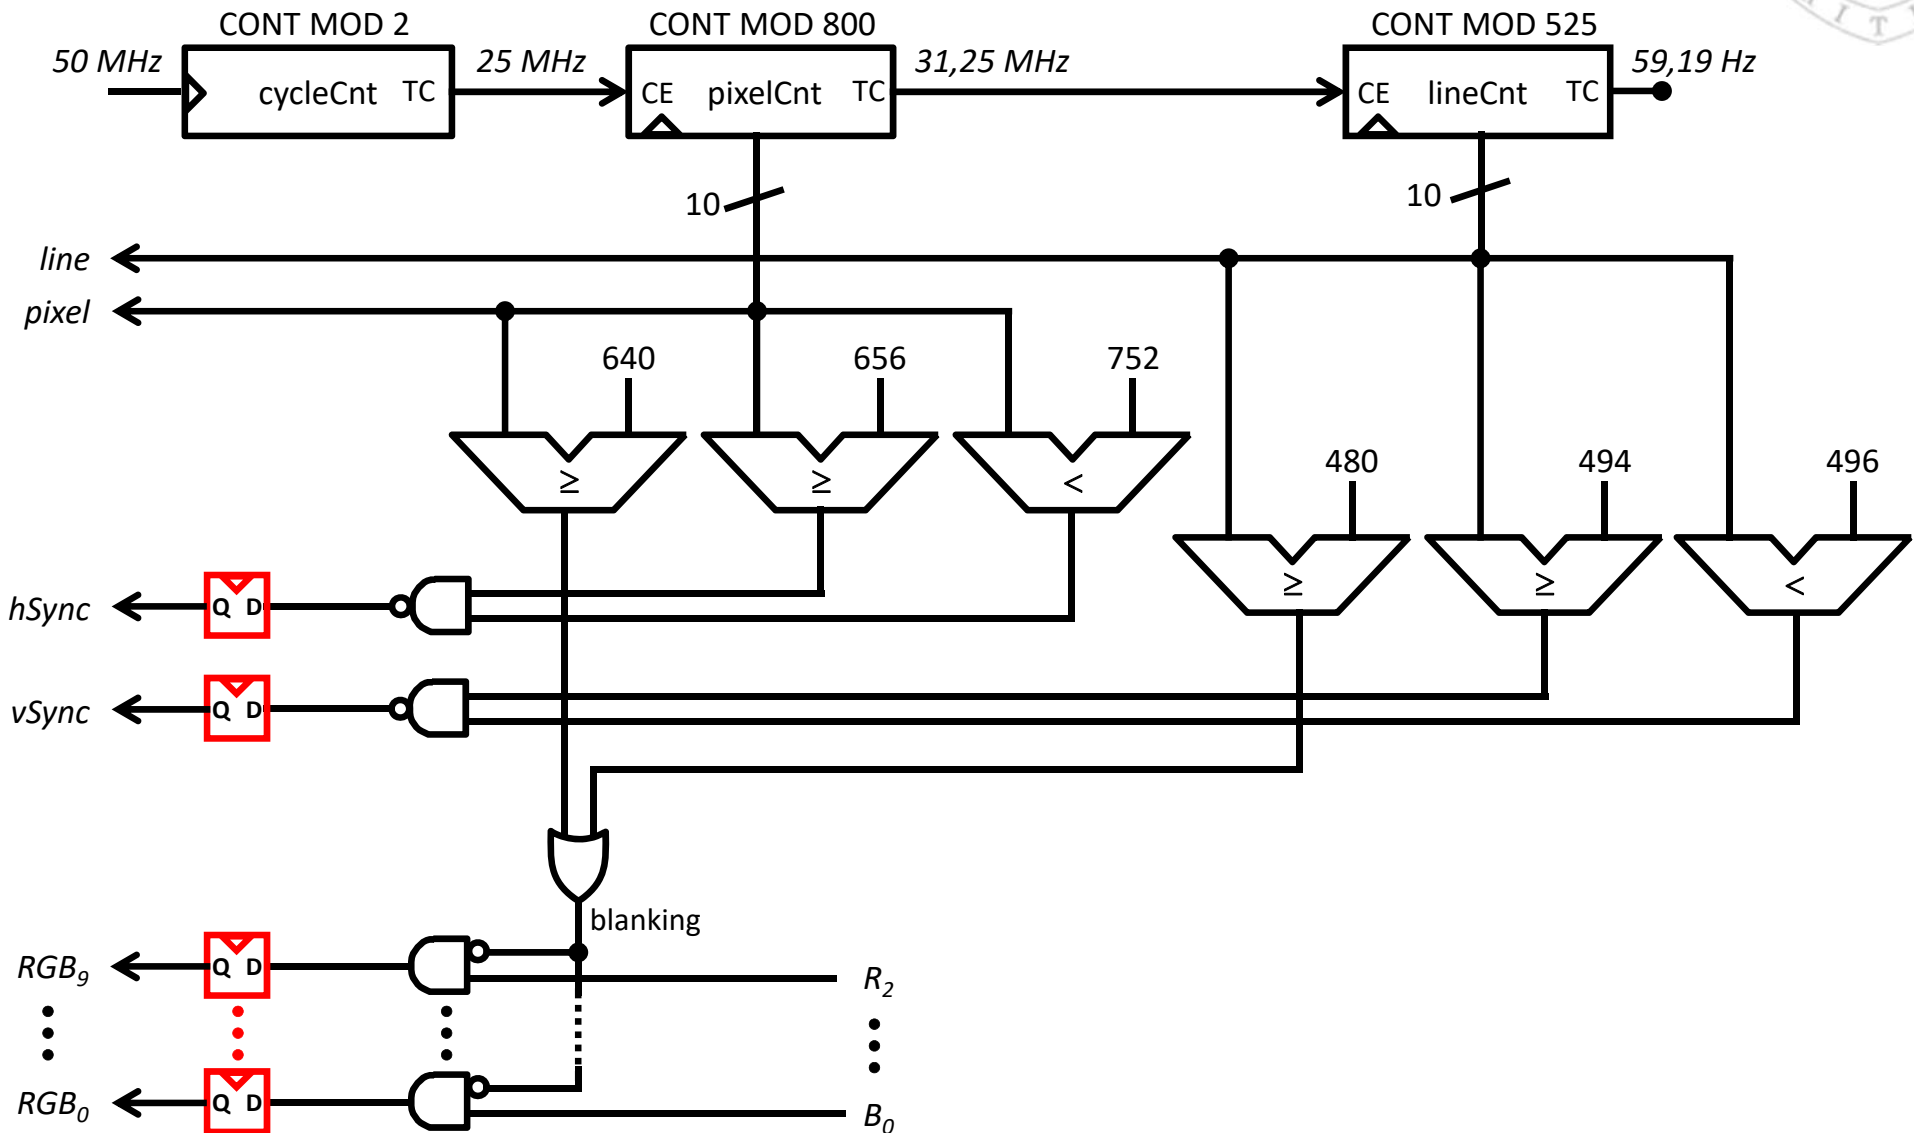 CONT MOD 2
CONT MOD 800
CONT MOD 525
50 MHz
cycleCnt TC
25 MHz
CE pixelCnt TC
31,25 MHz
CE lineCnt TC
59,19 Hz
10
10
line
pixel
640
656
752
≥
≥
<
480
494
496
≥
≥
<
hSync
Q D
vSync
Q D
blanking
RGB9
Q D
R2
RGB0
Q D
B0